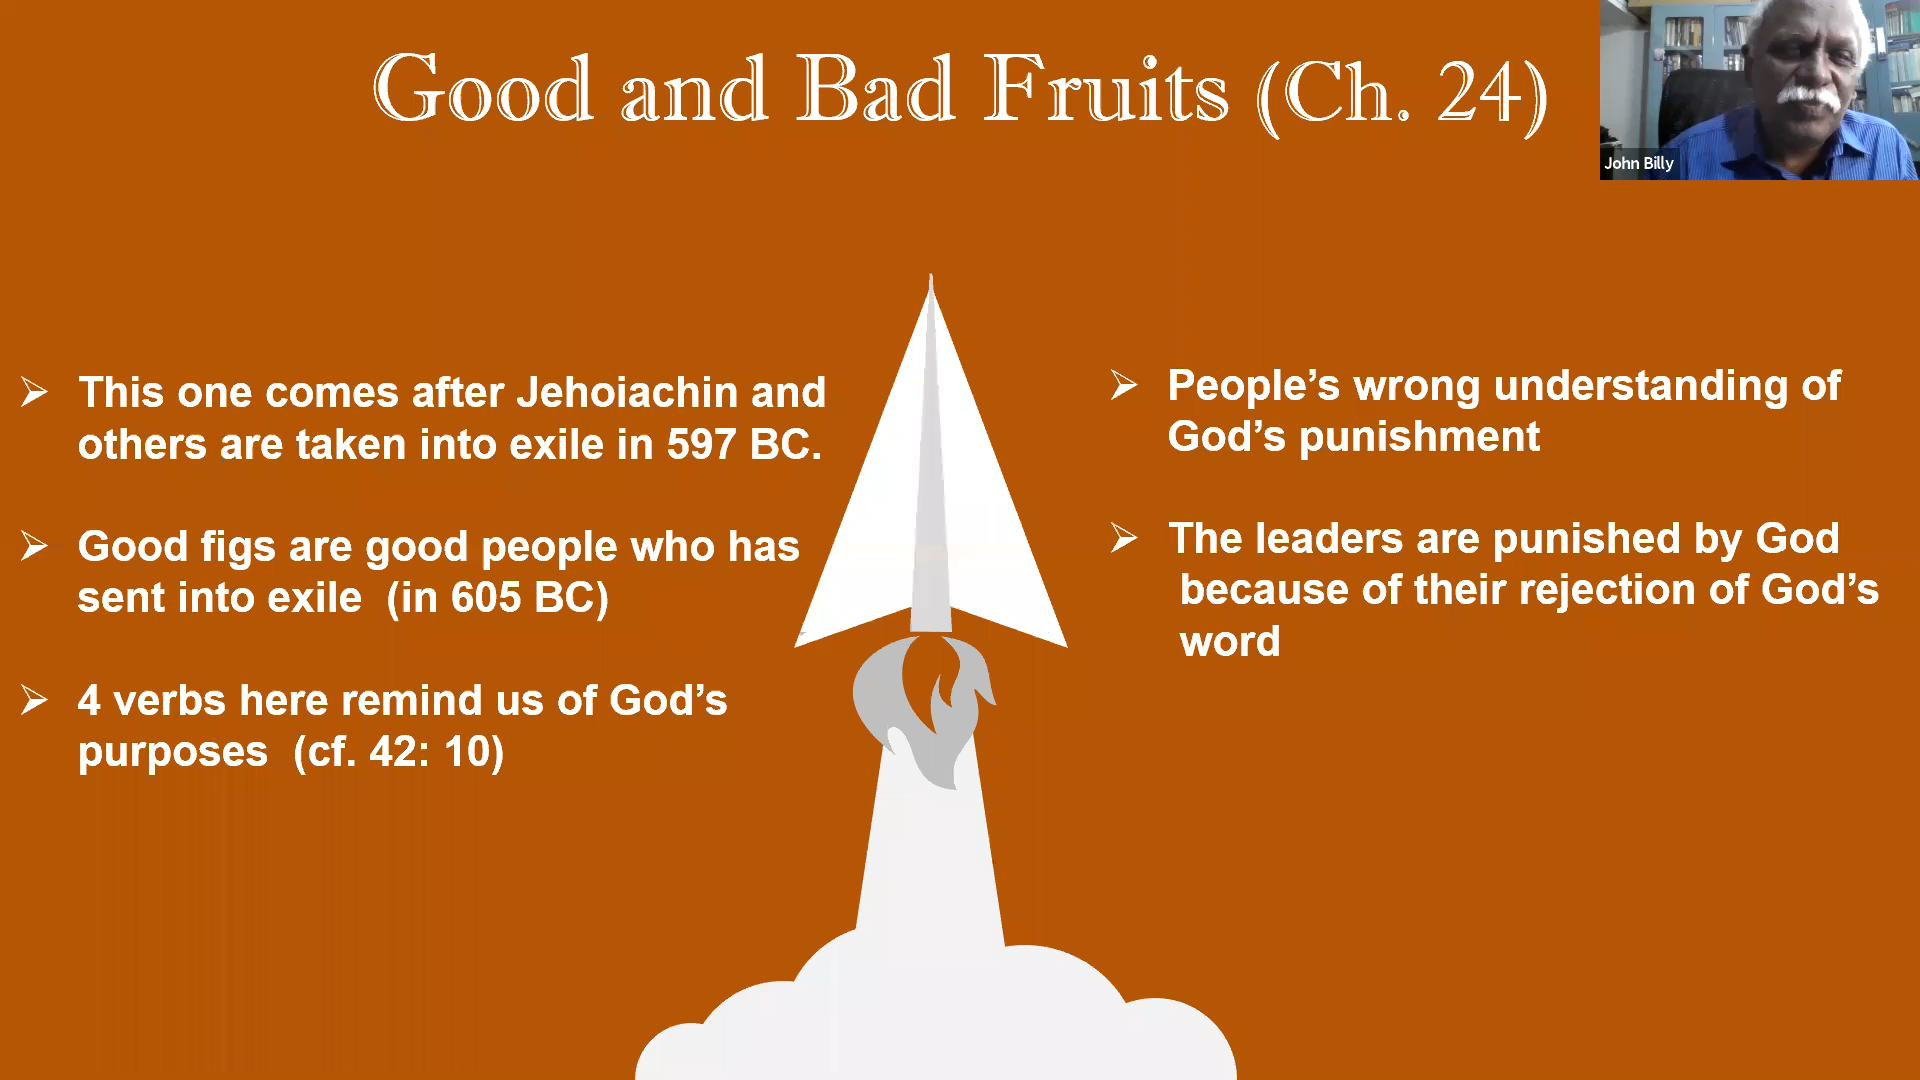 Good and Bad Fruits (Ch. 24)
John Billy
➢ This one comes after Jehoiachin and
others are taken into exile in 597 BC.
➢ Good figs are good people who has
sent into exile (in 605 BC)
➢ 4 verbs here remind us of God’s
purposes (cf. 42: 10)
➢ People’s wrong understanding of
God’s punishment
➢ The leaders are punished by God
because of their rejection of God’s
word